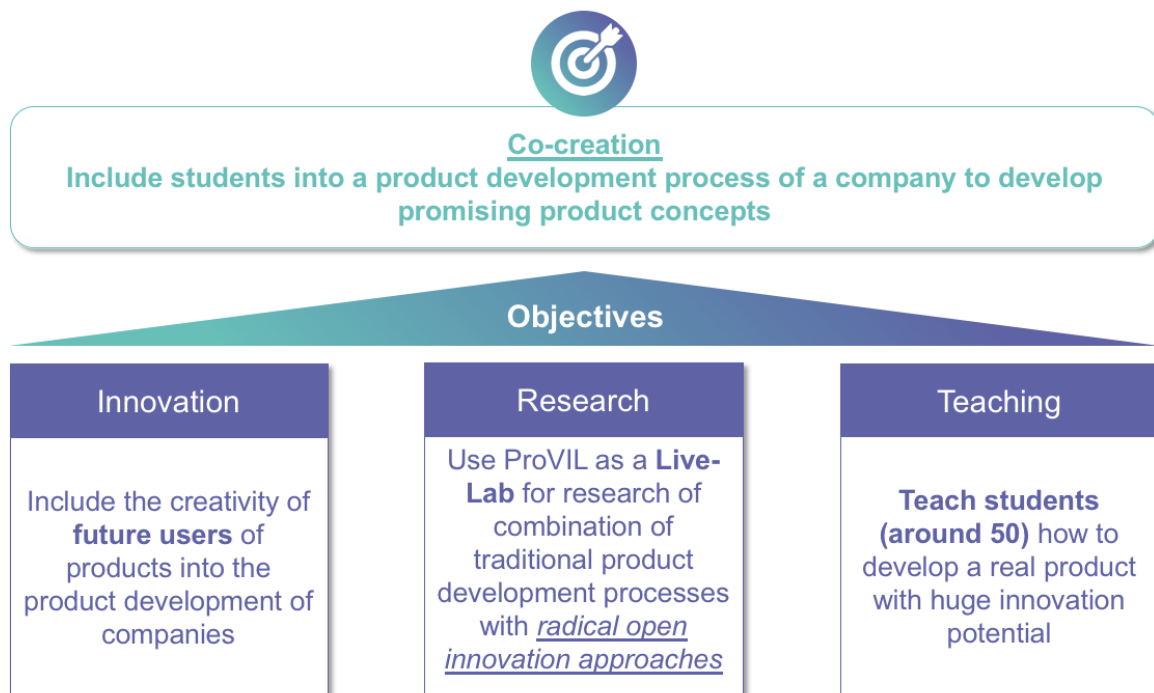 Co-creation
Include students into a product development process of a company to develop
promising product concepts
Objectives
Innovation
Include the creativity of
future users of
products into the
product development of
companies
Research
Use ProVIL as a Live-
Lab for research of
combination of
traditional product
development processes
with radical open
innovation approaches
Teaching
Teach students
(around 50) how to
develop a real product
with huge innovation
potential